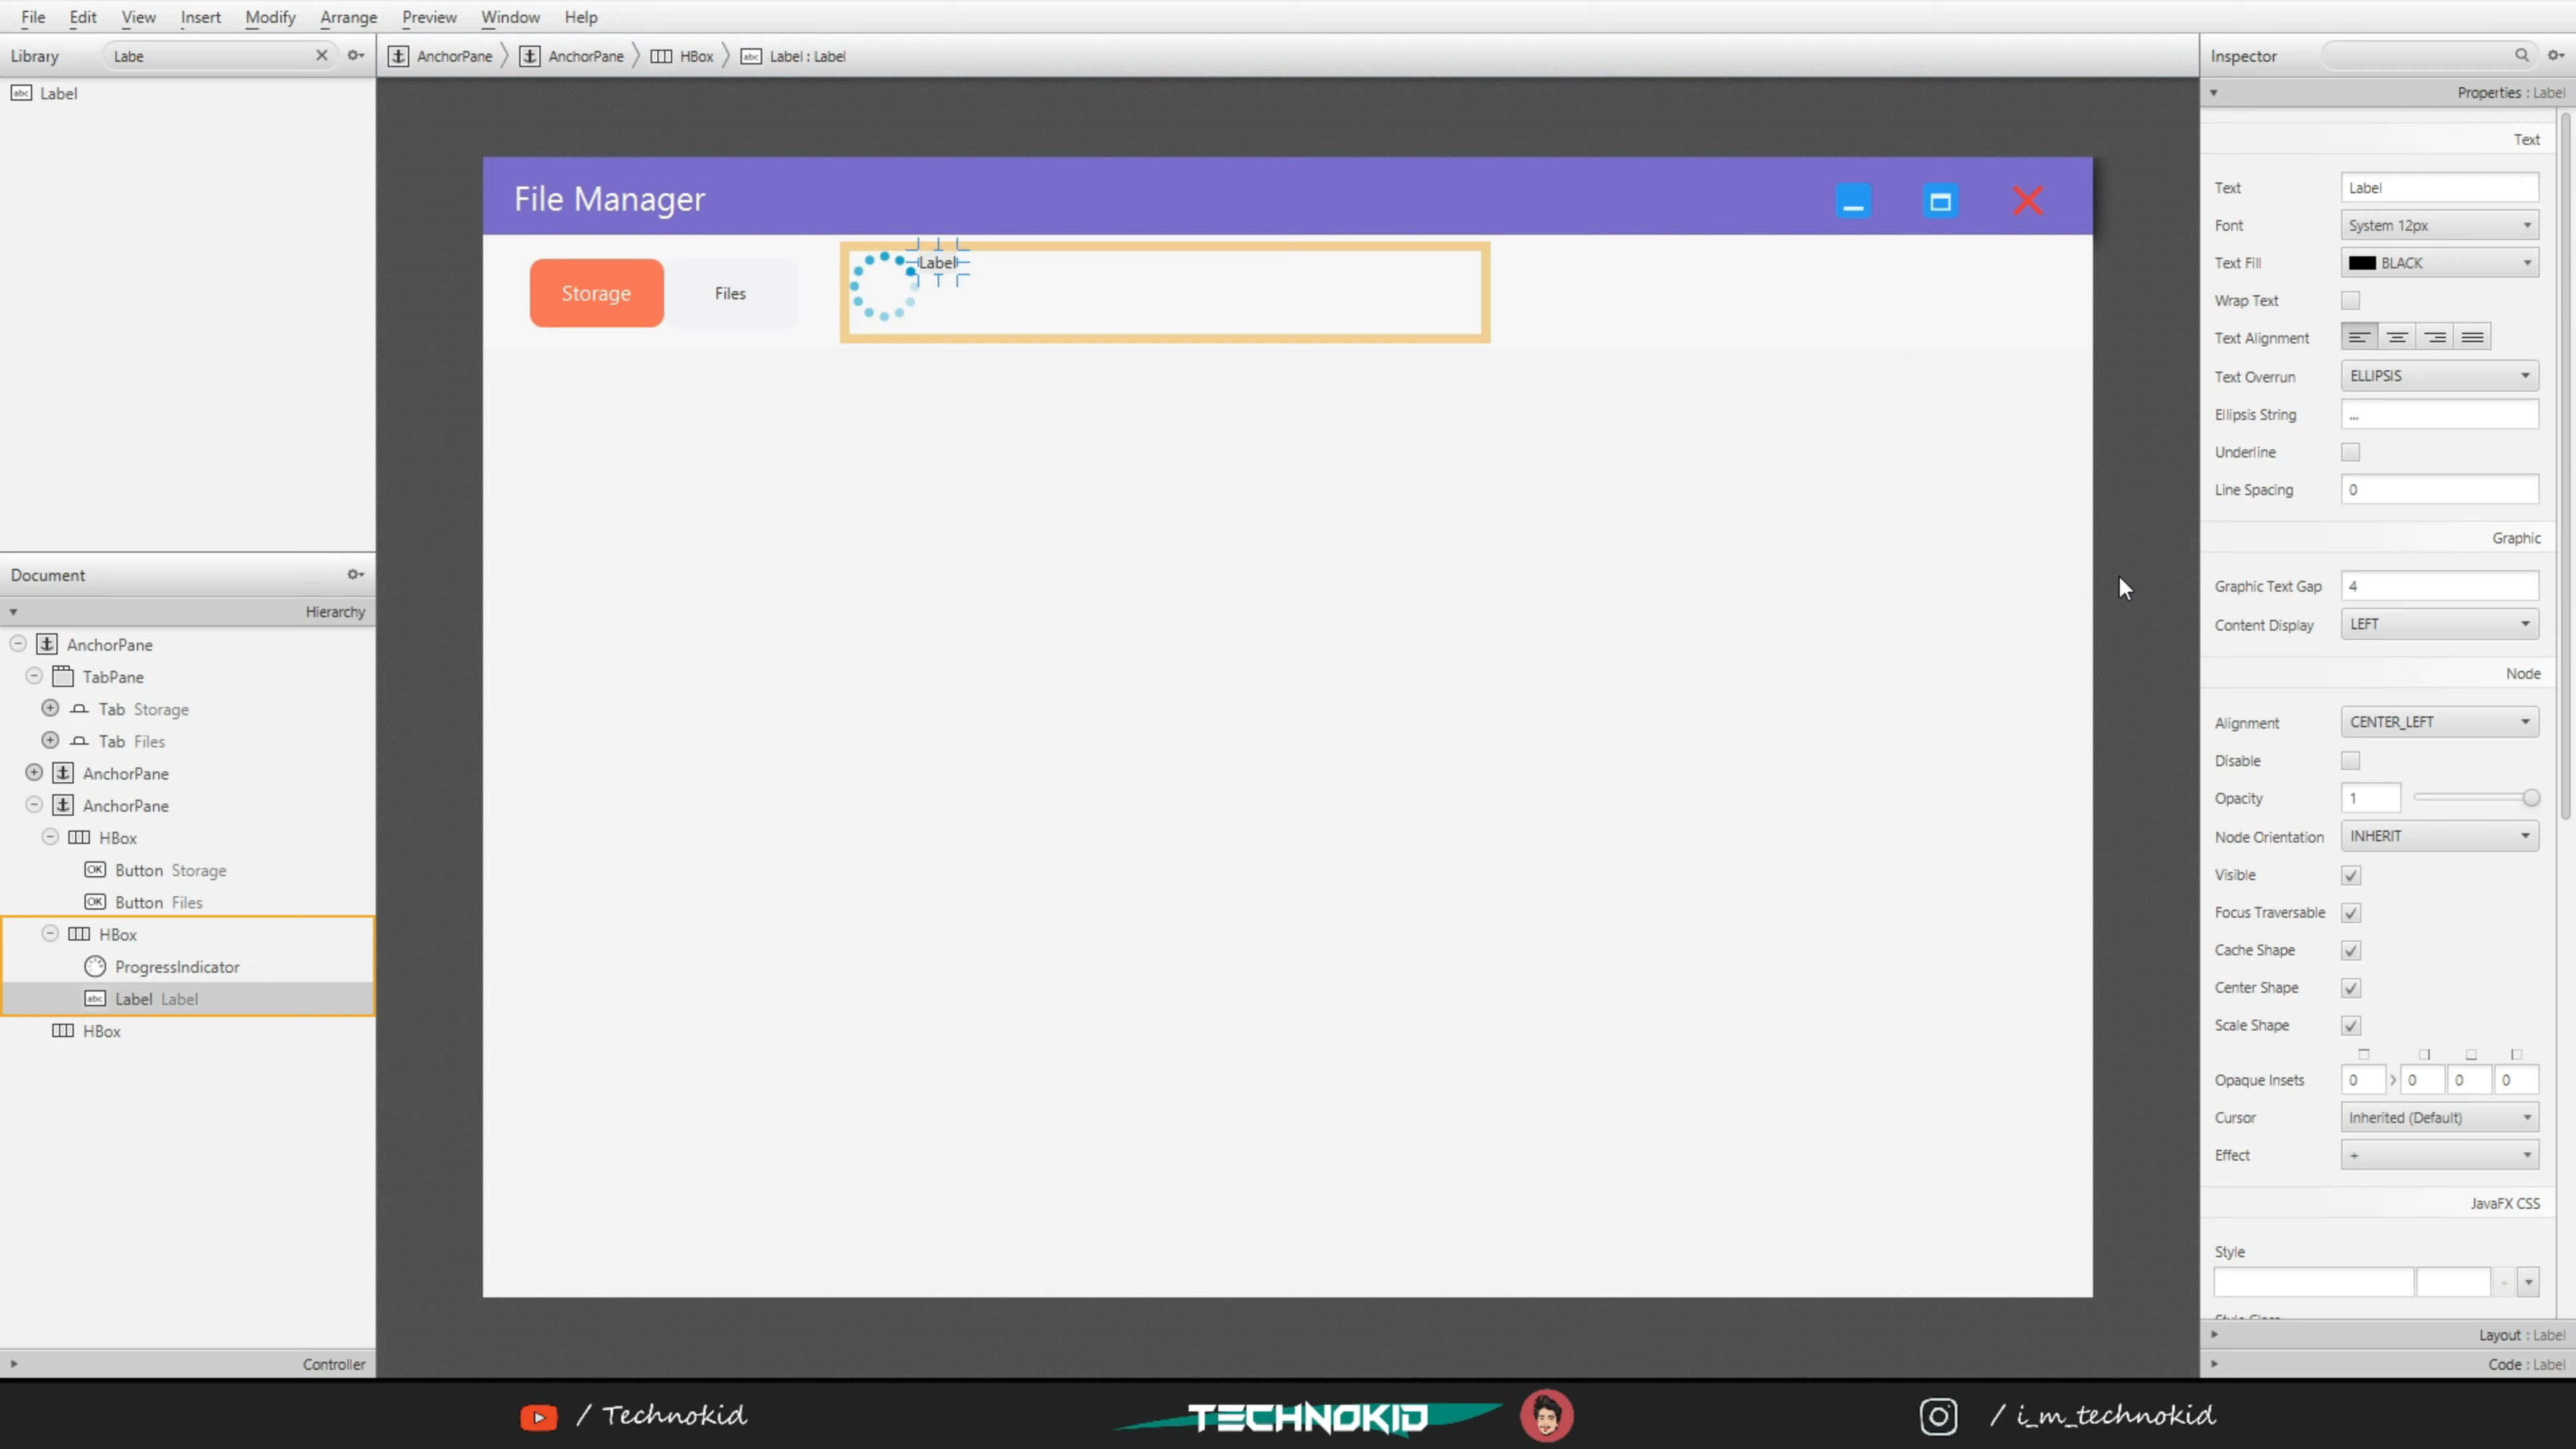 File Edit View Insert Modify Arrange Preview Window Help
Library Labe
AnchorPane AnchorPane HBox Label : Label
Inspector
Label
Properties : Label
Text
Text Label
Font System 12px
Text Fill BLACK
Wrap Text
Text Alignment
Text Overrun ELLIPSIS
Ellipsis String ...
Underline
Line Spacing 0
Graphic
Graphic Text Gap 4
Content Display LEFT
Node
Alignment CENTER_LEFT
Disable
Opacity 1
Node Orientation INHERIT
Visible
Focus Traversable
Cache Shape
Center Shape
Scale Shape
Opaque Insets 0 0 0 0
Cursor Inherited (Default)
Effect +
JavaFX CSS
Style
Layout : Label
Code : Label
File Manager
Storage Files Label
Document
Hierarchy
AnchorPane
TabPane
Tab Storage
Tab Files
AnchorPane
AnchorPane
HBox
OK Button Storage
OK Button Files
HBox
ProgressIndicator
abc Label Label
HBox
Controller
/ Technokid
TECHNOKID
/ i_m_technokid